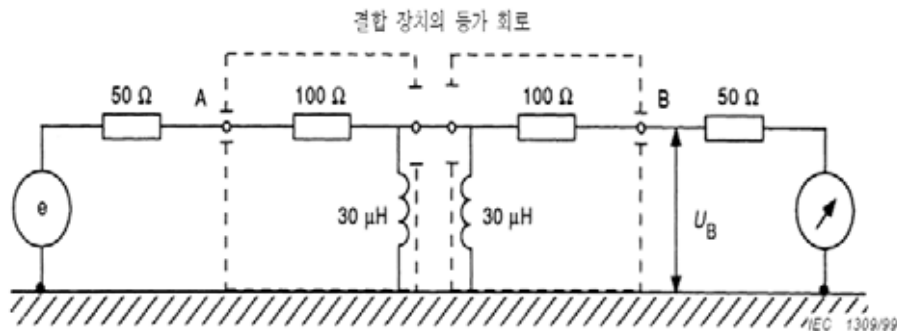 결합 장치의 등가 회로
50 Ω A 100 Ω 100 Ω B 50 Ω
e 30 μH 30 μH U_B
IEC 1309/99